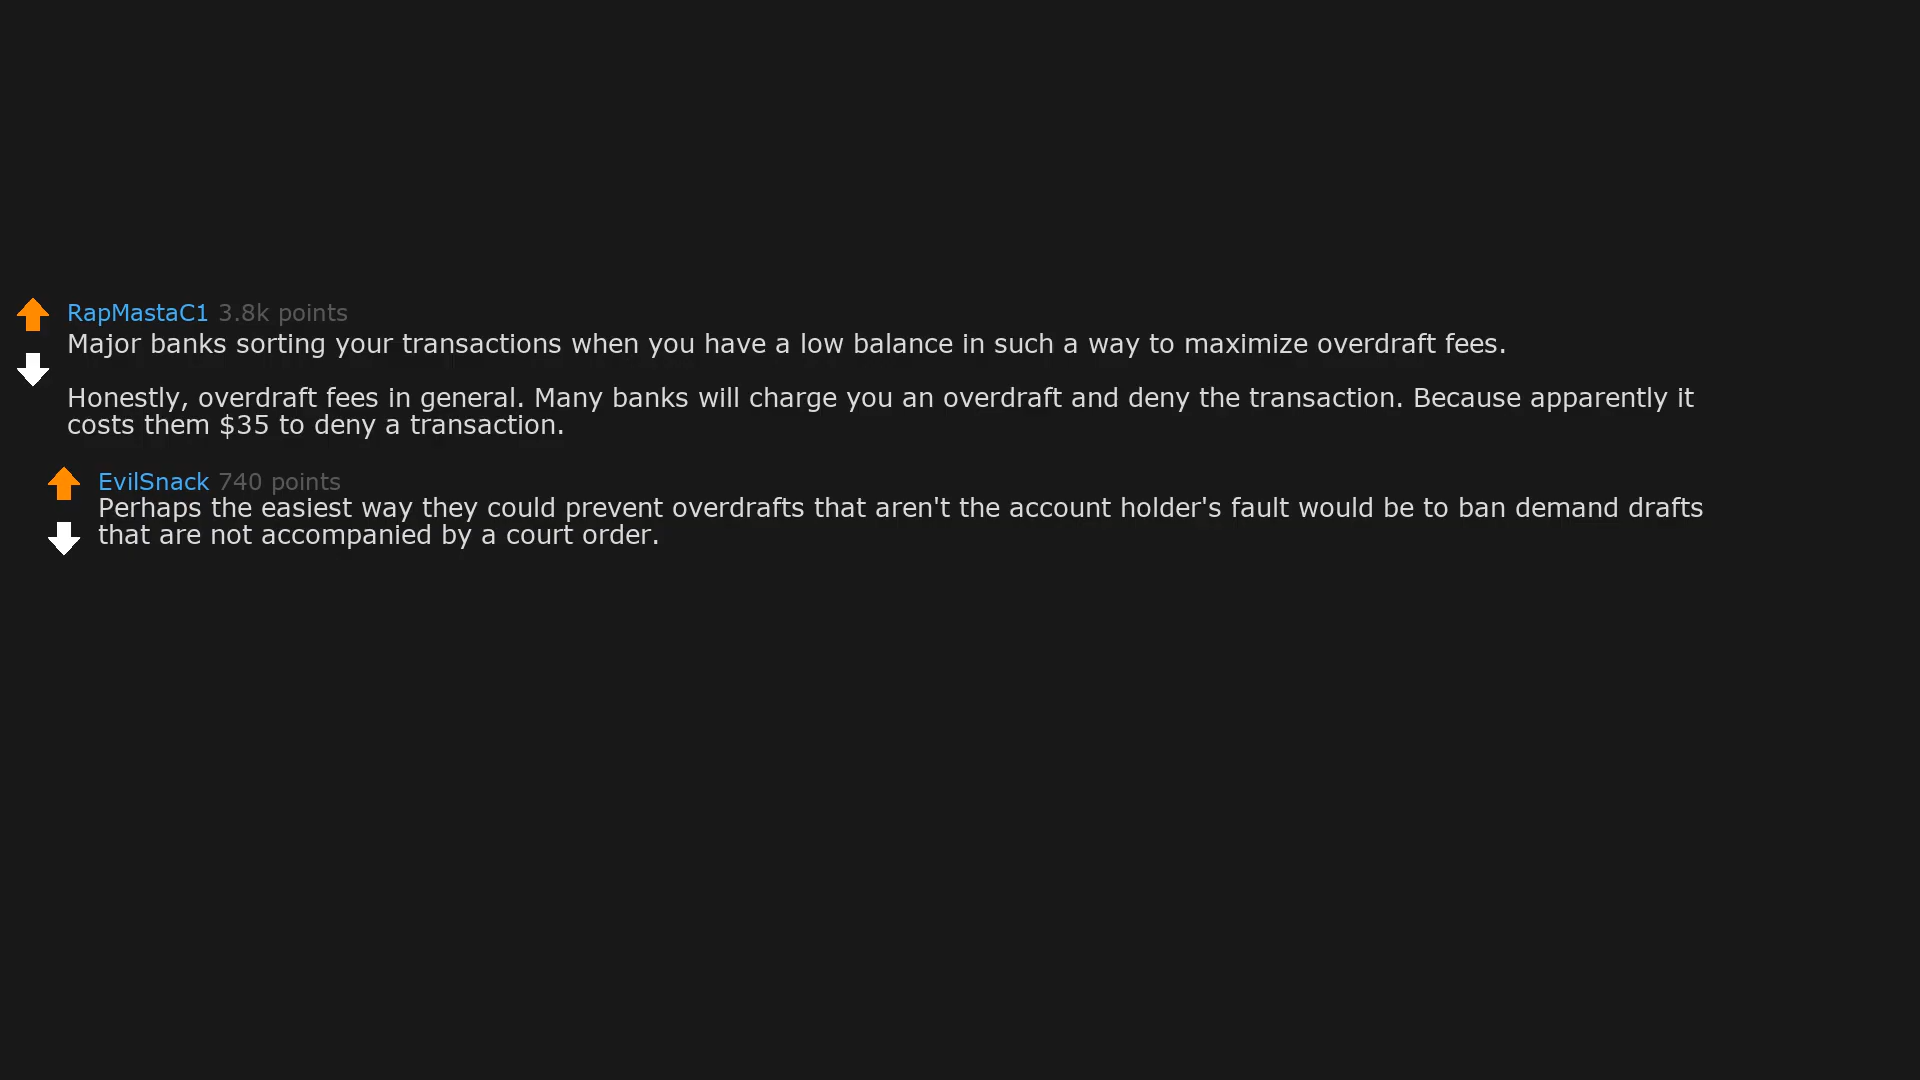 RapMastaC1 3.8k points
Major banks sorting your transactions when you have a low balance in such a way to maximize overdraft fees.
Honestly, overdraft fees in general. Many banks will charge you an overdraft and deny the transaction. Because apparently it
costs them $35 to deny a transaction.
EvilSnack 740 points
Perhaps the easiest way they could prevent overdrafts that aren't the account holder's fault would be to ban demand drafts
that are not accompanied by a court order.